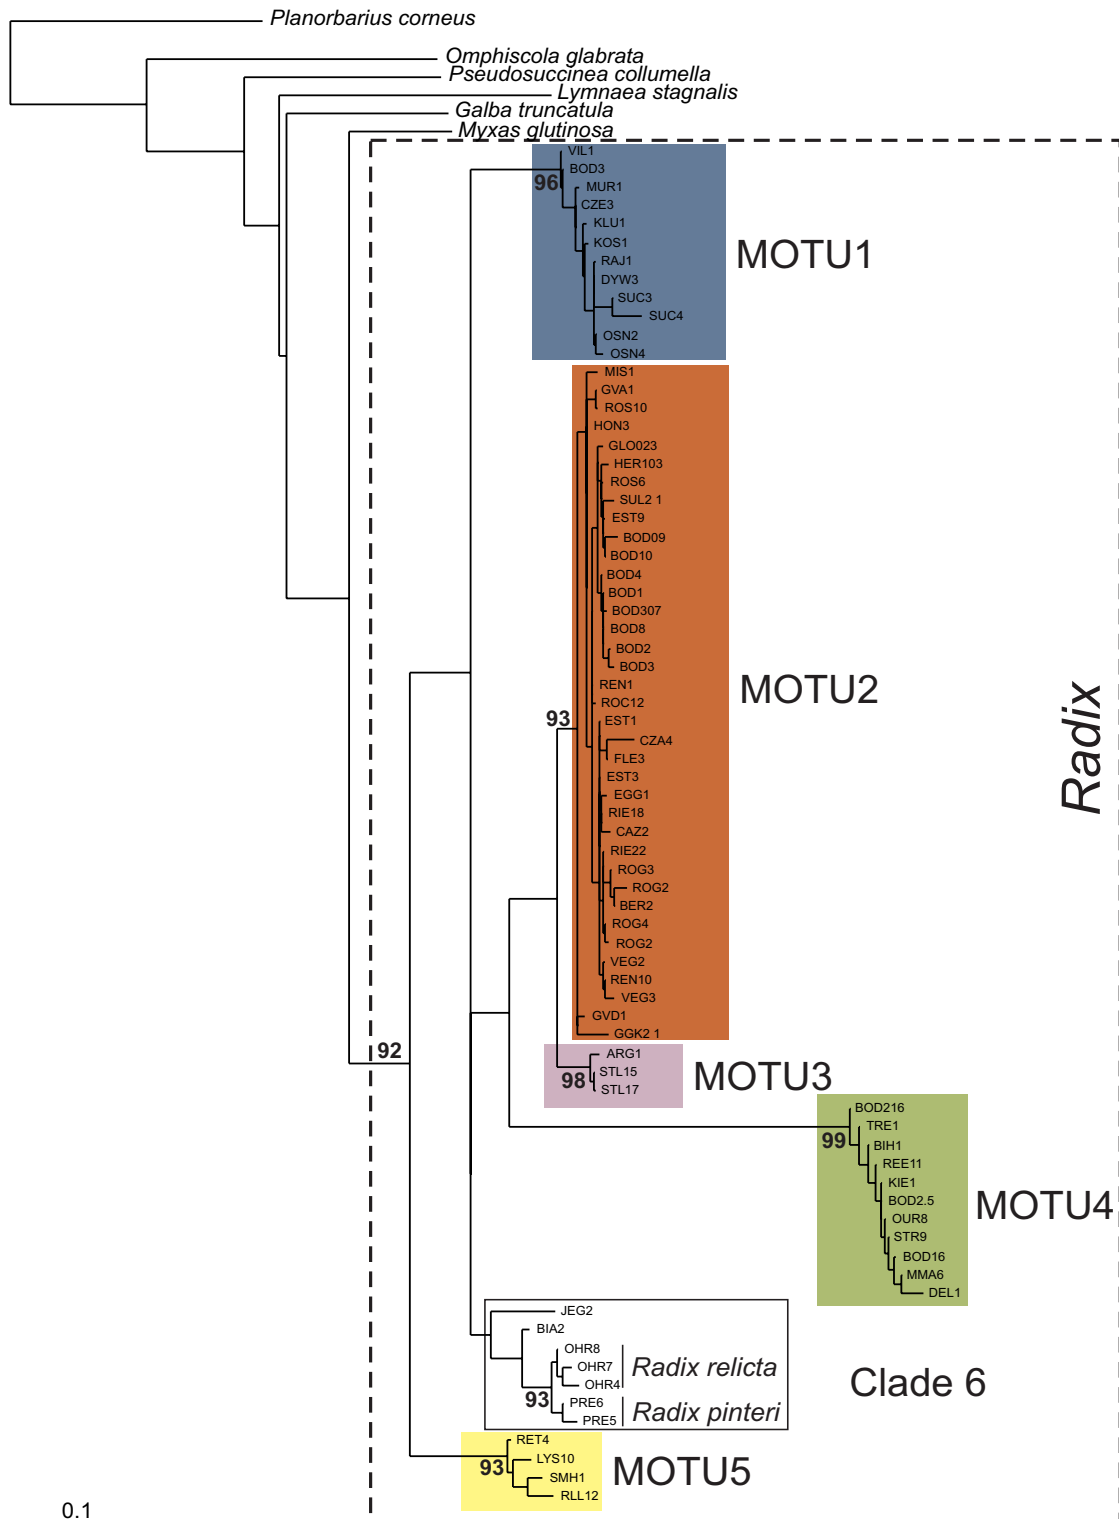 Planorbarius corneus
Omphiscola glabrata
Pseudosuccinea collumella
Lymnaea stagnalis
Galba truncatula
Myxas glutinosa
VIL1
BOD3
96
MUR1
CZE3
KLU1
KOS1
MOTU1
RAJ1
DYW3
SUC3
SUC4
OSN2
OSN4
MIS1
GVA1
ROS10
HON3
GLO023
HER103
ROS6
SUL2 1
EST9
BOD09
BOD10
BOD4
BOD1
BOD307
BOD8
BOD2
BOD3
REN1
MOTU2
ROC12
93
EST1
CZA4
FLE3
Radix
EST3
EGG1
RIE18
CAZ2
RIE22
ROG3
ROG2
BER2
ROG4
ROG2
VEG2
REN10
VEG3
GVD1
GGK2 1
92
ARG1
STL15
98
MOTU3
STL17
BOD216
TRE1
99
BIH1
REE11
KIE1
BOD2.5
MOTU4
OUR8
STR9
BOD16
MMA6
DEL1
JEG2
BIA2
OHR8
OHR7
Radix relicta
OHR4
Clade 6
93
PRE6
Radix pinteri
PRE5
RET4
LYS10
93
MOTU5
SMH1
RLL12
0.1